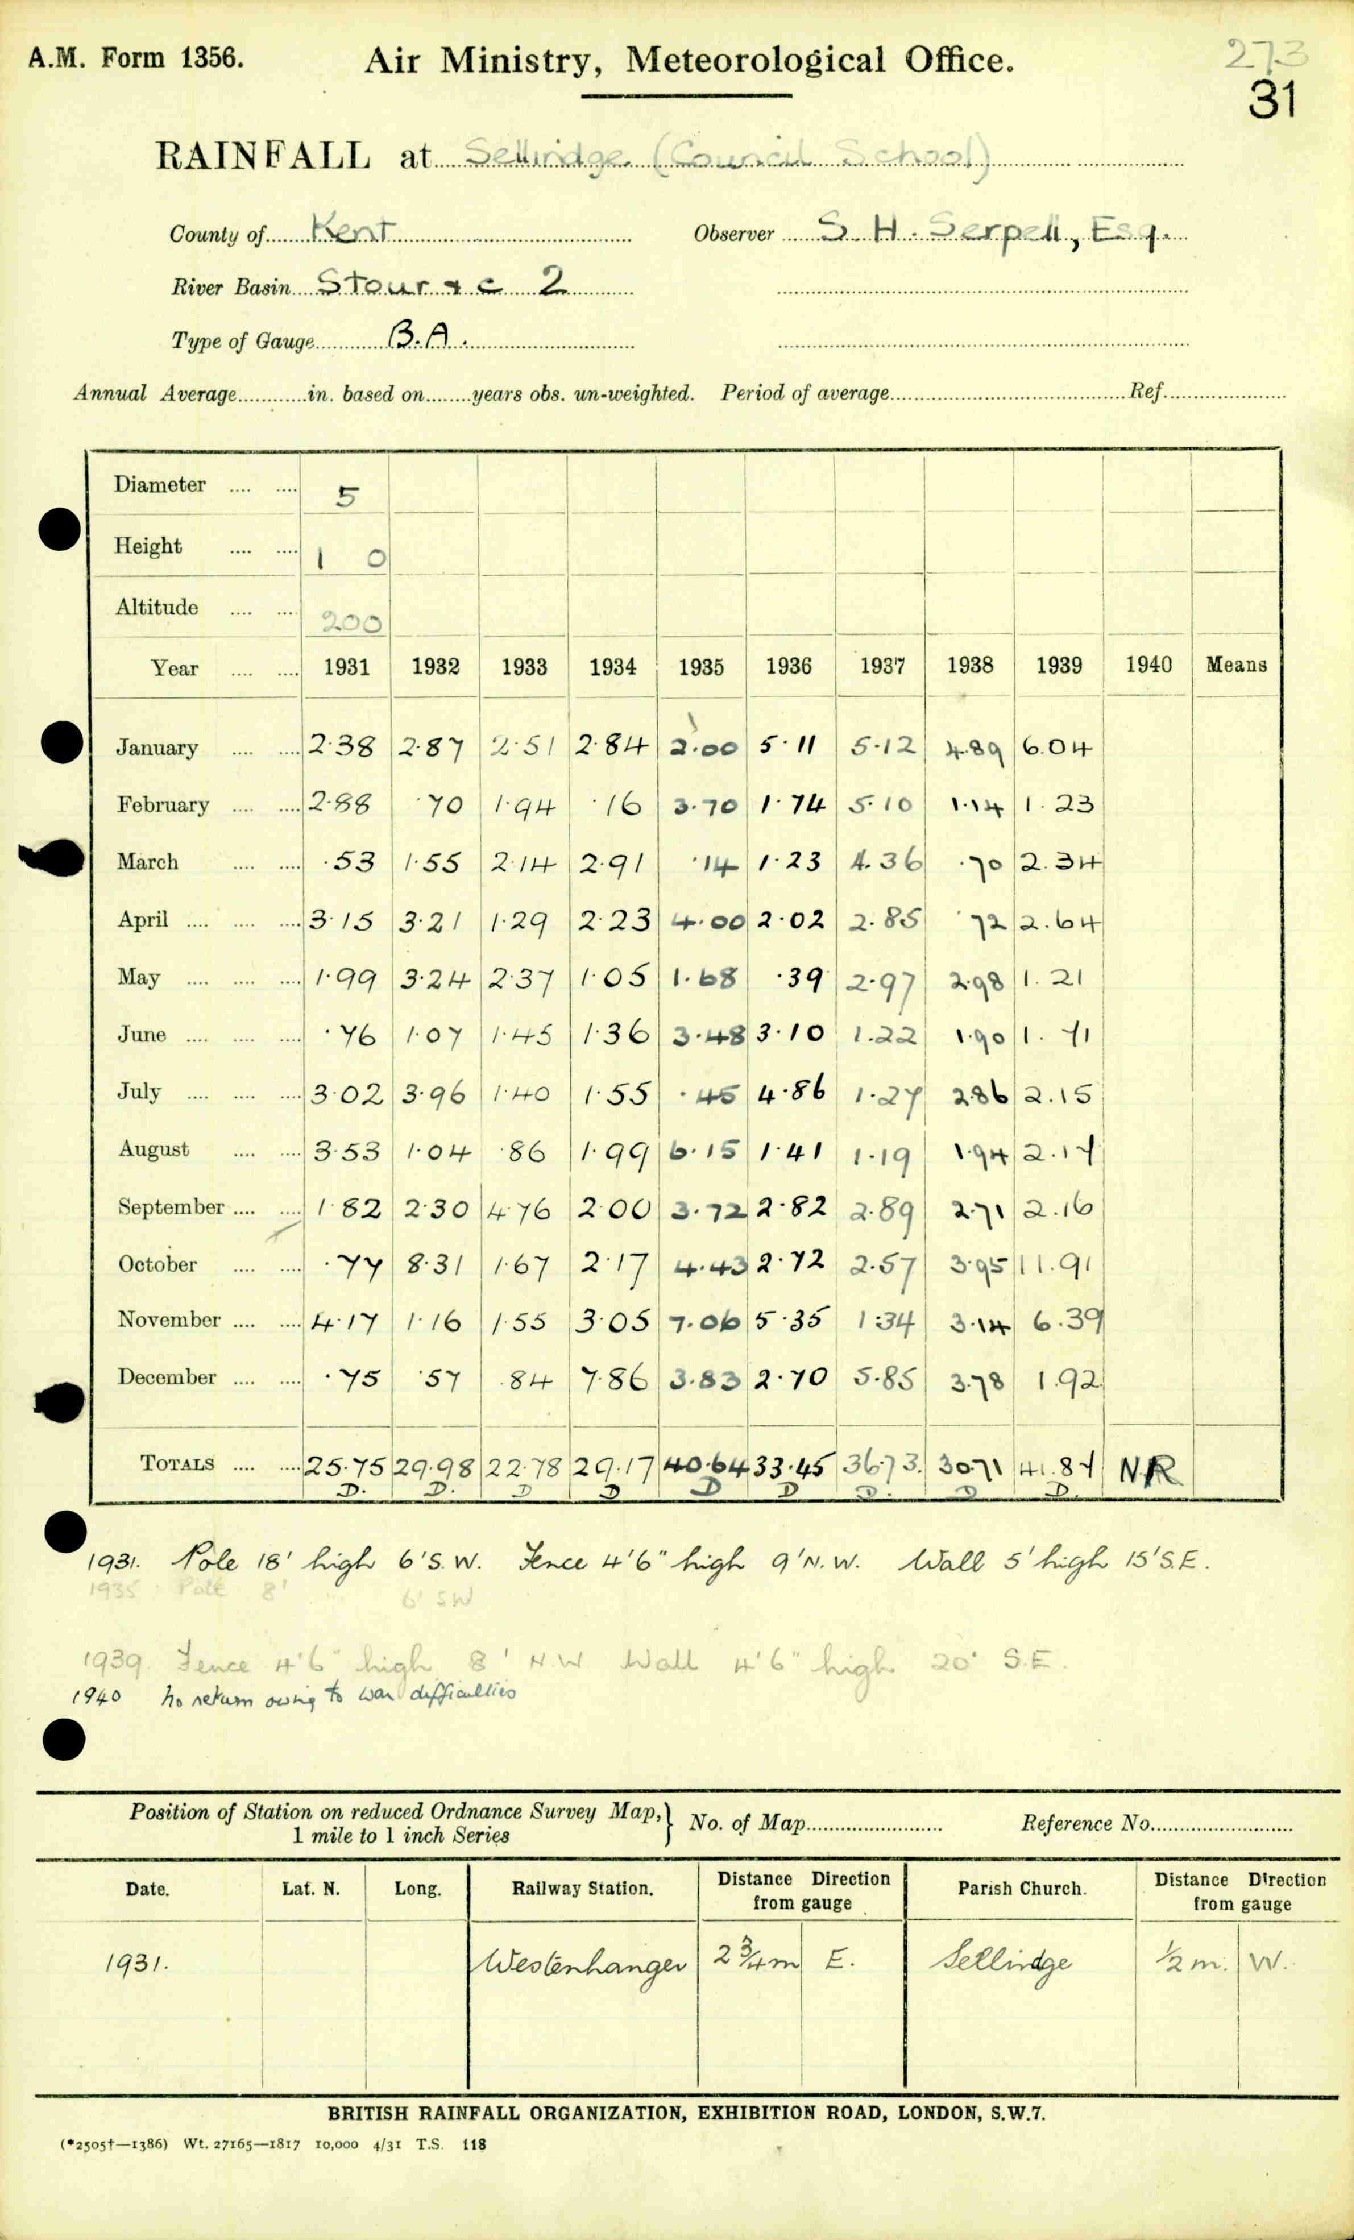 A.M. Form 1356.
Air Ministry, Meteorological Office.
273
31
RAINFALL at Sellindge (Council School)
County of Kent Observer S. H. Serpell, Esq.
River Basin Stour & c 2
Type of Gauge B.A.
Annual Average in. based on years obs. un-weighted. Period of average Ref.
Diameter 5
Height 1 0
Altitude 200
Year 1931 1932 1933 1934 1935 1936 1937 1938 1939 1940 Means
January 2.38 2.87 2.51 2.84 2.00 5.11 5.12 4.89 6.04
February 2.88 .70 1.94 .16 3.70 1.74 5.10 1.14 1.23
March .53 1.55 2.14 2.91 .14 1.23 4.36 .70 2.34
April 3.15 3.21 1.29 2.23 4.00 2.02 2.85 .72 2.64
May 1.99 3.24 2.37 1.05 1.68 .39 2.97 2.98 1.21
June .76 1.07 1.45 1.36 3.48 3.10 1.22 1.90 1.71
July 3.02 3.96 1.40 1.55 .45 4.86 1.27 2.86 2.15
August 3.53 1.04 .86 1.99 6.15 1.41 1.19 1.94 2.17
September 1.82 2.30 4.76 2.00 3.72 2.82 2.89 2.71 2.16
October .77 8.31 1.67 2.17 4.43 2.72 2.57 3.95 11.91
November 4.17 1.16 1.55 3.05 7.06 5.35 1.34 3.14 6.39
December .75 .57 .84 7.86 3.83 2.70 5.85 3.78 1.92
TOTALS 25.75 29.98 22.78 29.17 40.64 33.45 36.73 30.71 41.87 NR
D. D. D D D D D. D D.
1931. Pole 18' high 6' S.W. Fence 4'6" high 9' N.W. Wall 5' high 15' S.E.
1935 Pole 8' 6' SW
1939. Fence 4'6" high 8' NW Wall 4'6" high 20' S.E.
1940 No return owing to war difficulties
Position of Station on reduced Ordnance Survey Map, No. of Map Reference No.
1 mile to 1 inch Series
Date. Lat. N. Long. Railway Station. Distance Direction from gauge Parish Church. Distance Direction from gauge
1931. Westenhanger 2 3/4 m E. Sellindge 1/2 m. W.
BRITISH RAINFALL ORGANIZATION, EXHIBITION ROAD, LONDON, S.W.7.
(*2505†—1386) Wt. 27165—1817 10,000 4/31 T.S. 118